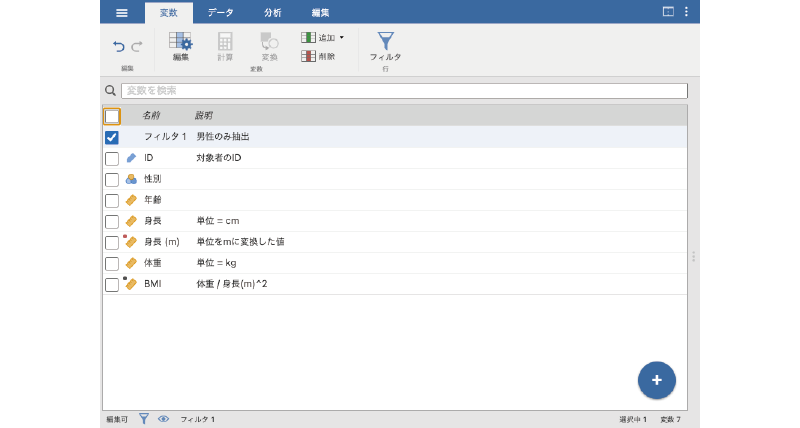 変数 データ 分析 編集
編集 計算 変換 追加 フィルタ
削除
編集 変数 行
変数を検索
名前 説明
フィルタ 1 男性のみ抽出
ID 対象者のID
性別
年齢
身長 単位 = cm
身長 (m) 単位をmに変換した値
体重 単位 = kg
BMI 体重 / 身長(m)^2
+
編集可 フィルタ 1 選択中 1 変数 7